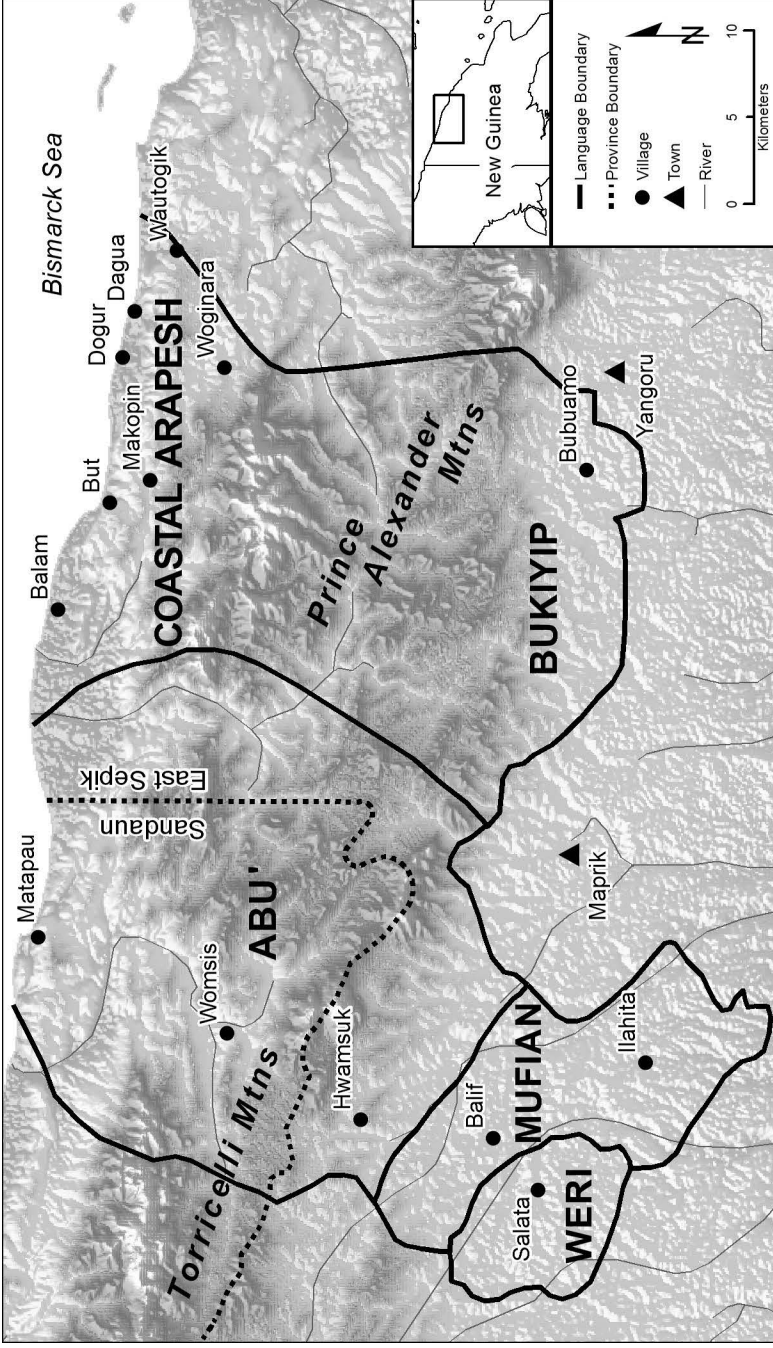 Bismarck Sea
Matapau
Balam
But
Makopin
Dogur
Dagua
Wautogik
Woginara
COASTAL ARAPESH
Sandaun
East Sepik
Womsis
ABU'
Torricelli Mtns
Hwamsuk
Prince
Alexander
Mtns
BUKIYIP
Bubuamo
Yangoru
Maprik
Balif
MUFIAN
Ilahita
Salata
WERI
New Guinea
Language Boundary
Province Boundary
Village
Town
River
N
0 5 10
Kilometers